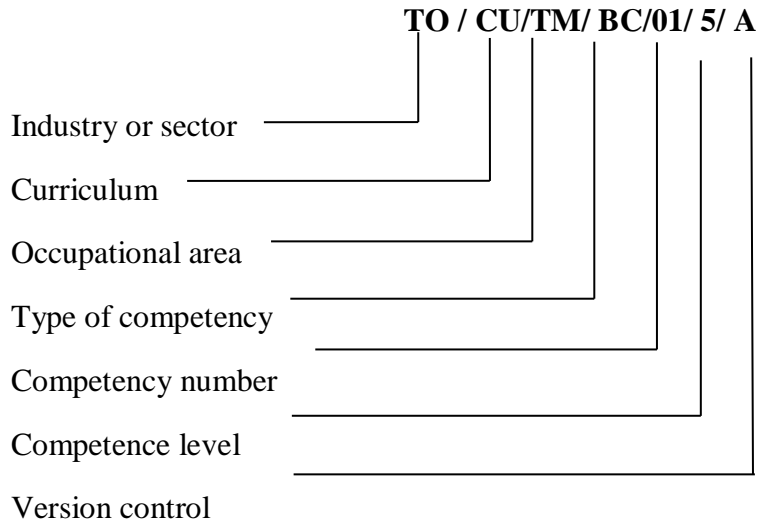 TO / CU/TM/ BC/01/ 5/ A
Industry or sector
Curriculum
Occupational area
Type of competency
Competency number
Competence level
Version control